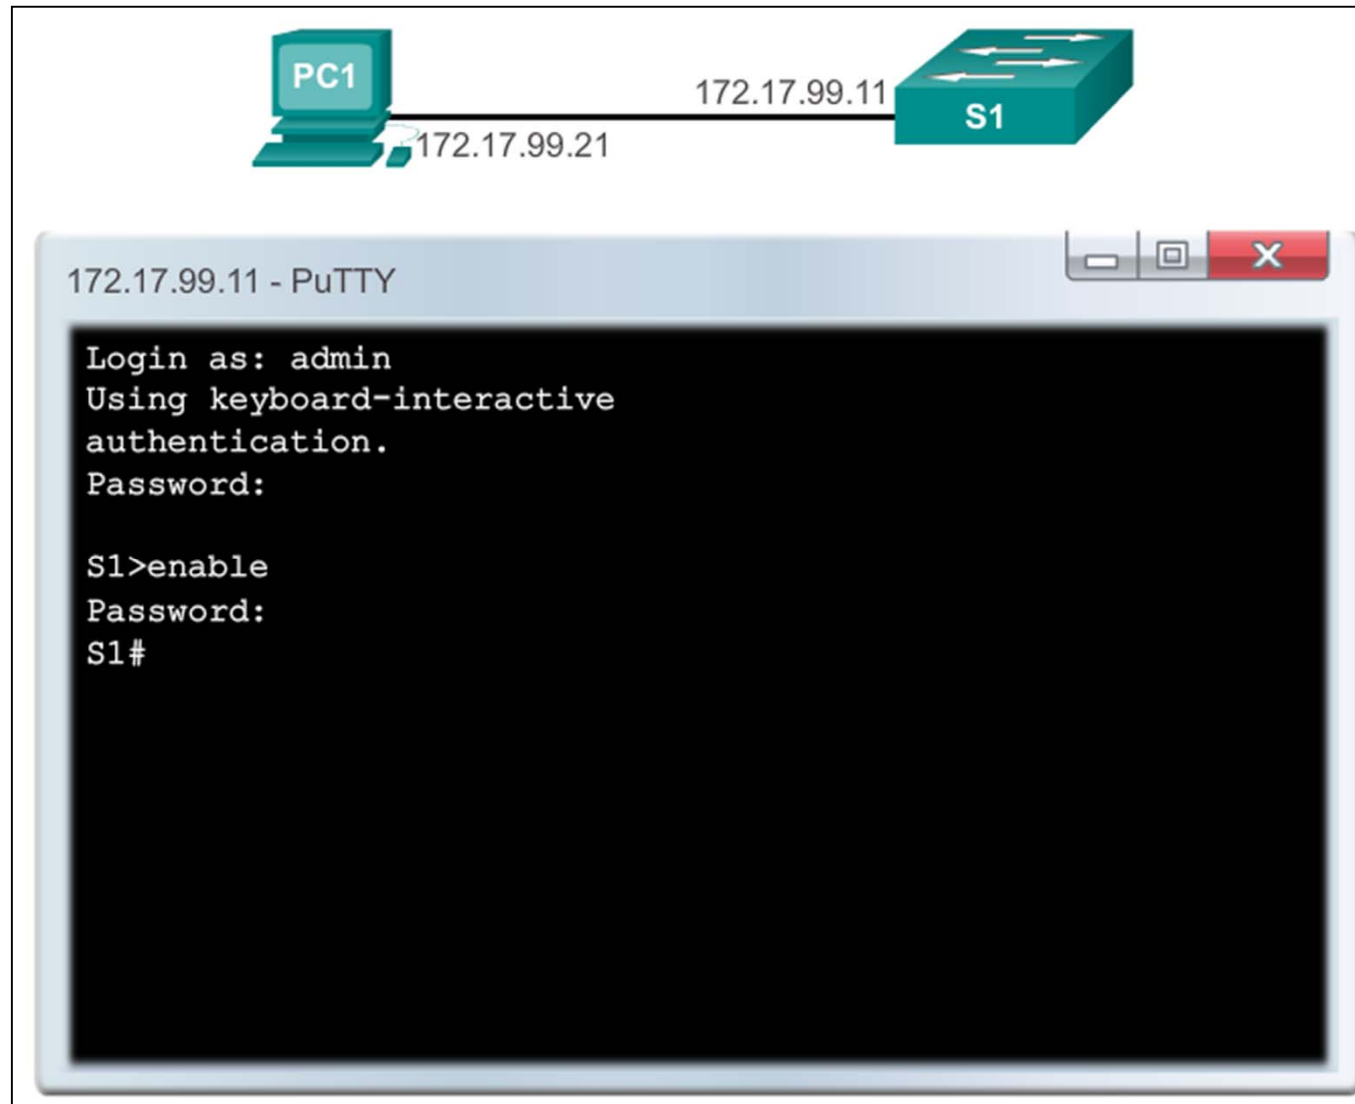 PC1
172.17.99.11
S1
172.17.99.21
172.17.99.11 - PuTTY
Login as: admin
Using keyboard-interactive
authentication.
Password:
S1>enable
Password:
S1#